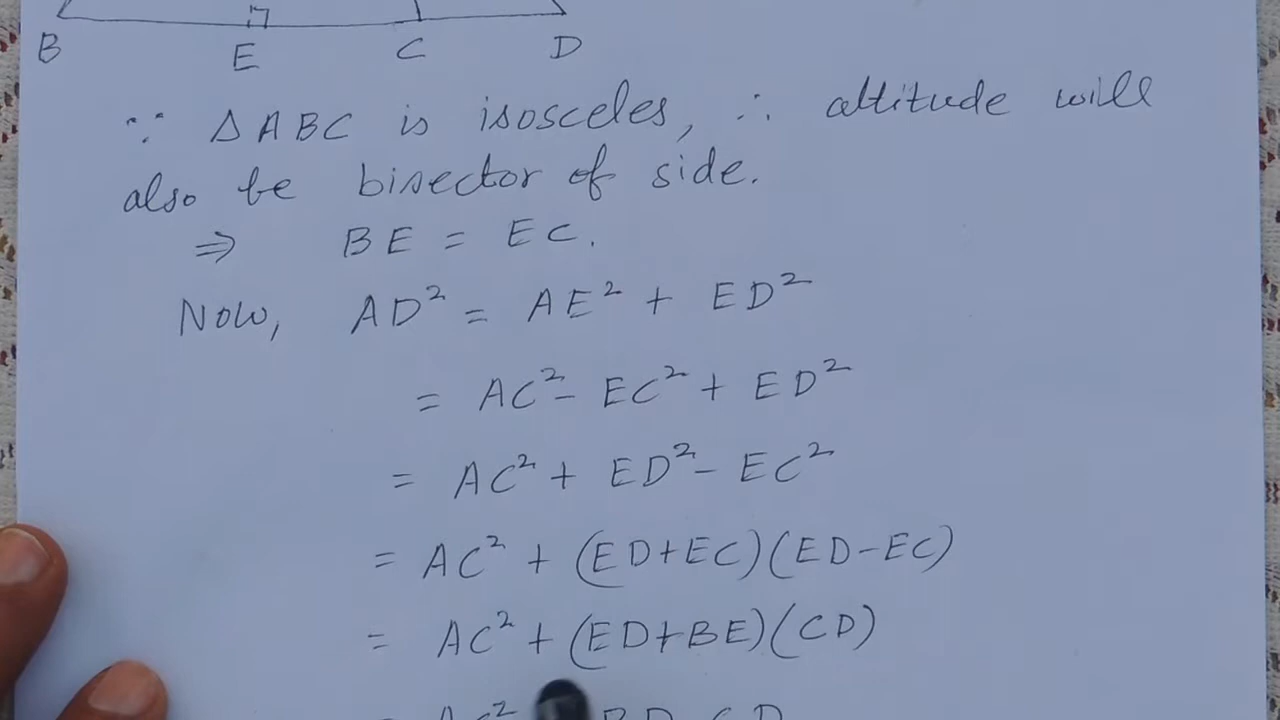 B E C D
∵ Δ ABC is isosceles, ∴ altitude will
also be bisector of side.
⇒ BE = EC.
Now, AD² = AE² + ED²
= AC² - EC² + ED²
= AC² + ED² - EC²
= AC² + (ED+EC)(ED-EC)
= AC² + (ED+BE)(CD)